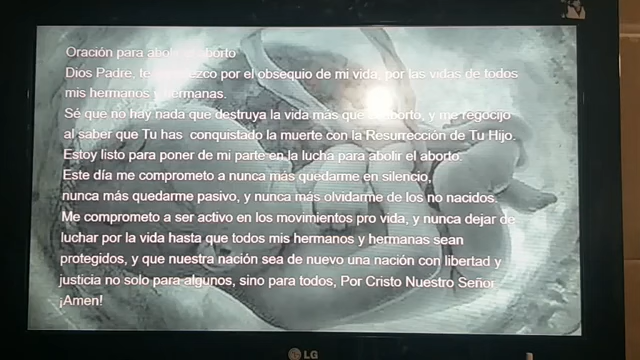 Oración para abolir el aborto
Dios Padre, te agradezco por el obsequio de mi vida, por las vidas de todos
mis hermanos y hermanas.
Sé que no hay nada que destruya la vida más que el aborto, y me regocijo
al saber que Tu has conquistado la muerte con la Resurrección de Tu Hijo.
Estoy listo para poner de mi parte en la lucha para abolir el aborto.
Este día me comprometo a nunca más quedarme en silencio,
nunca más quedarme pasivo, y nunca más olvidarme de los no nacidos.
Me comprometo a ser activo en los movimientos pro vida, y nunca dejar de
luchar por la vida hasta que todos mis hermanos y hermanas sean
protegidos, y que nuestra nación sea de nuevo una nación con libertad y
justicia no solo para algunos, sino para todos, Por Cristo Nuestro Señor
¡Amen!
LG